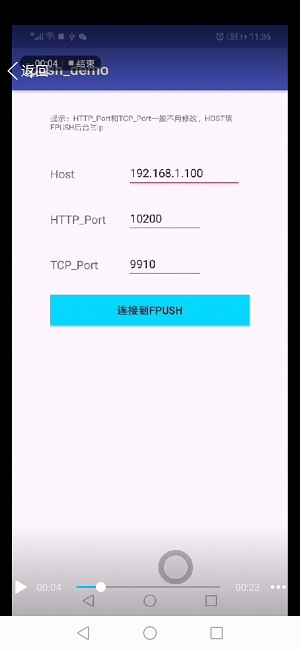 11:36
00:04 结束
返回
sh_demo
提示：HTTP_Port和TCP_Port一般不用修改，HOST填
FPUSH后台的ip
Host 192.168.1.100
HTTP_Port 10200
TCP_Port 9910
连接到FPUSH
00:04 00:23